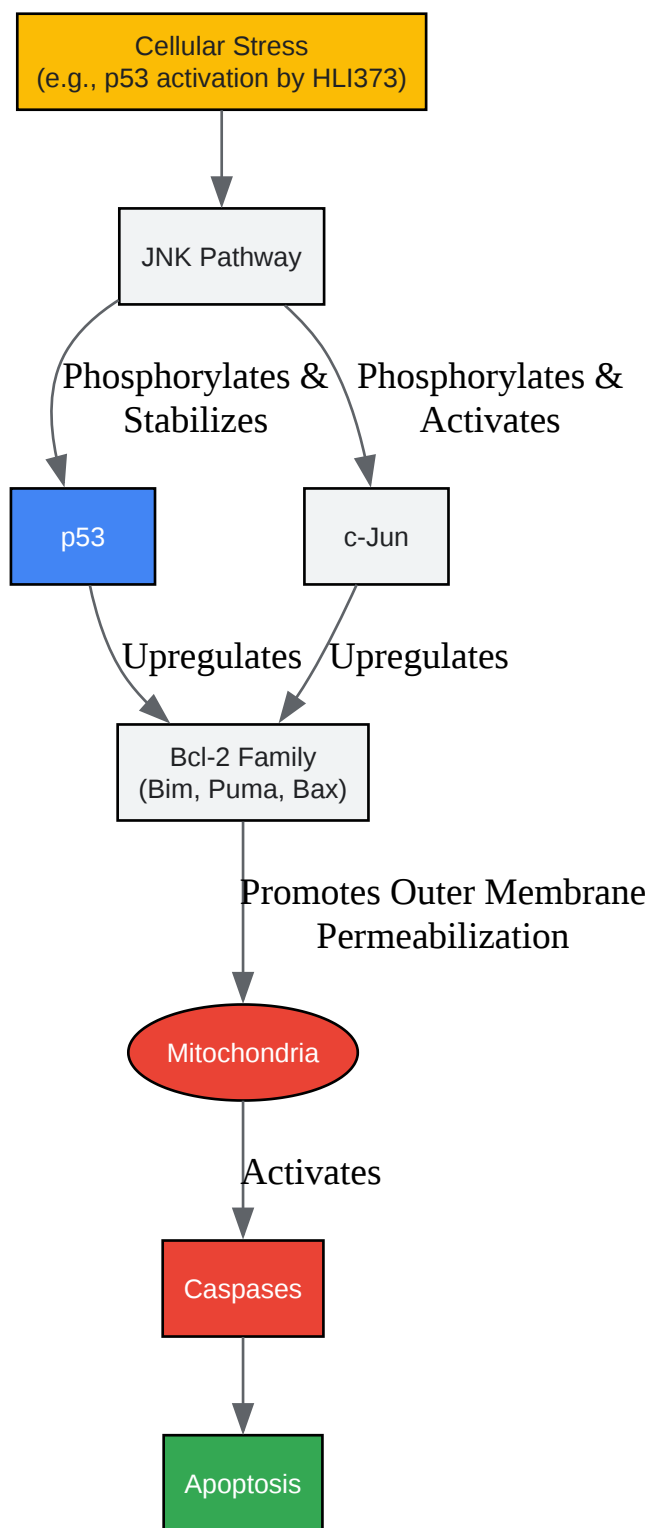 Cellular Stress
(e.g., p53 activation by HLI373)
JNK Pathway
Phosphorylates &
Stabilizes
Phosphorylates &
Activates
p53
c-Jun
Upregulates
Upregulates
Bcl-2 Family
(Bim, Puma, Bax)
Promotes Outer Membrane
Permeabilization
Mitochondria
Activates
Caspases
Apoptosis